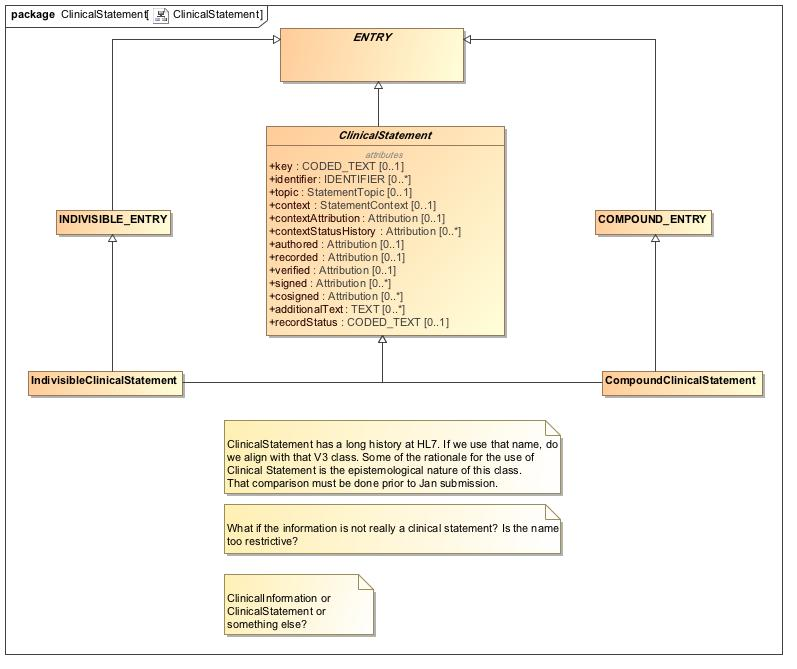 package ClinicalStatement[ ClinicalStatement]
ENTRY
ClinicalStatement
attributes
+key : CODED_TEXT [0..1]
+identifier : IDENTIFIER [0..*]
+topic : StatementTopic [0..1]
+context : StatementContext [0..1]
+contextAttribution : Attribution [0..1]
+contextStatusHistory : Attribution [0..*]
+authored : Attribution [0..1]
+recorded : Attribution [0..1]
+verified : Attribution [0..1]
+signed : Attribution [0..*]
+cosigned : Attribution [0..*]
+additionalText : TEXT [0..*]
+recordStatus : CODED_TEXT [0..1]
INDIVISIBLE_ENTRY
COMPOUND_ENTRY
IndivisibleClinicalStatement
CompoundClinicalStatement
ClinicalStatement has a long history at HL7. If we use that name, do
we align with that V3 class. Some of the rationale for the use of
Clinical Statement is the epistemological nature of this class.
That comparison must be done prior to Jan submission.
What if the information is not really a clinical statement? Is the name
too restrictive?
ClinicalInformation or
ClinicalStatement or
something else?